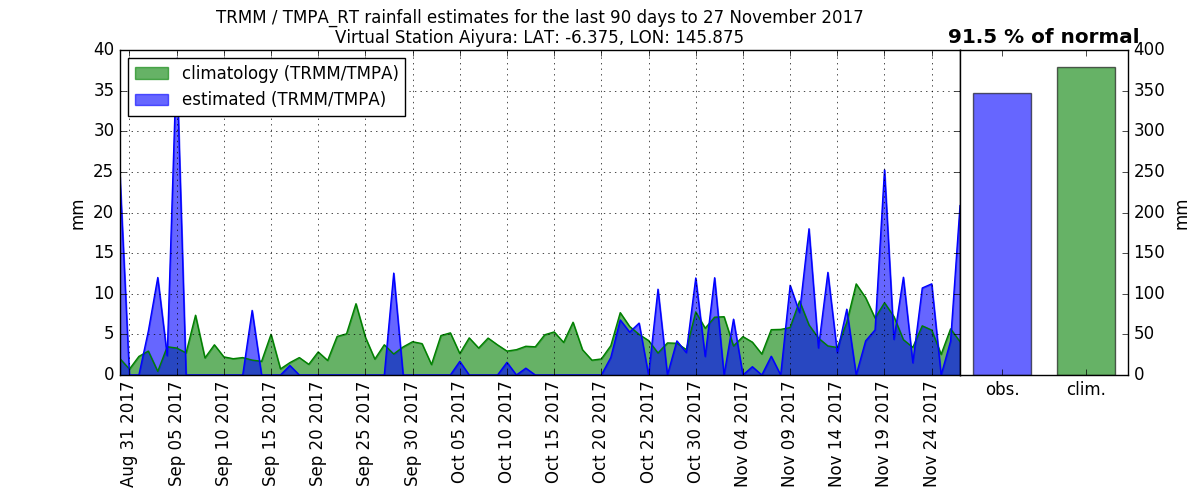 TRMM / TMPA_RT rainfall estimates for the last 90 days to 27 November 2017
Virtual Station Aiyura: LAT: -6.375, LON: 145.875
91.5 % of normal
climatology (TRMM/TMPA)
estimated (TRMM/TMPA)
mm
40
35
30
25
20
15
10
5
0
Aug 31 2017
Sep 05 2017
Sep 10 2017
Sep 15 2017
Sep 20 2017
Sep 25 2017
Sep 30 2017
Oct 05 2017
Oct 10 2017
Oct 15 2017
Oct 20 2017
Oct 25 2017
Oct 30 2017
Nov 04 2017
Nov 09 2017
Nov 14 2017
Nov 19 2017
Nov 24 2017
obs.
clim.
400
350
300
250
200
150
100
50
0
mm